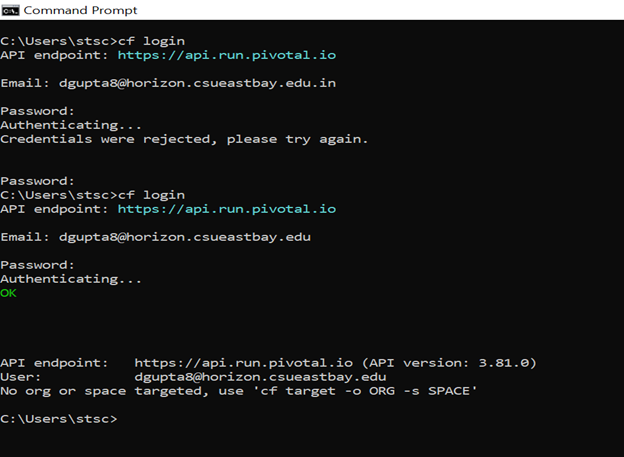 Command Prompt
C:\Users\stsc>cf login
API endpoint: https://api.run.pivotal.io
Email: dgupta8@horizon.csueastbay.edu.in
Password:
Authenticating...
Credentials were rejected, please try again.
Password:
C:\Users\stsc>cf login
API endpoint: https://api.run.pivotal.io
Email: dgupta8@horizon.csueastbay.edu
Password:
Authenticating...
OK
API endpoint:   https://api.run.pivotal.io (API version: 3.81.0)
User:           dgupta8@horizon.csueastbay.edu
No org or space targeted, use 'cf target -o ORG -s SPACE'
C:\Users\stsc>